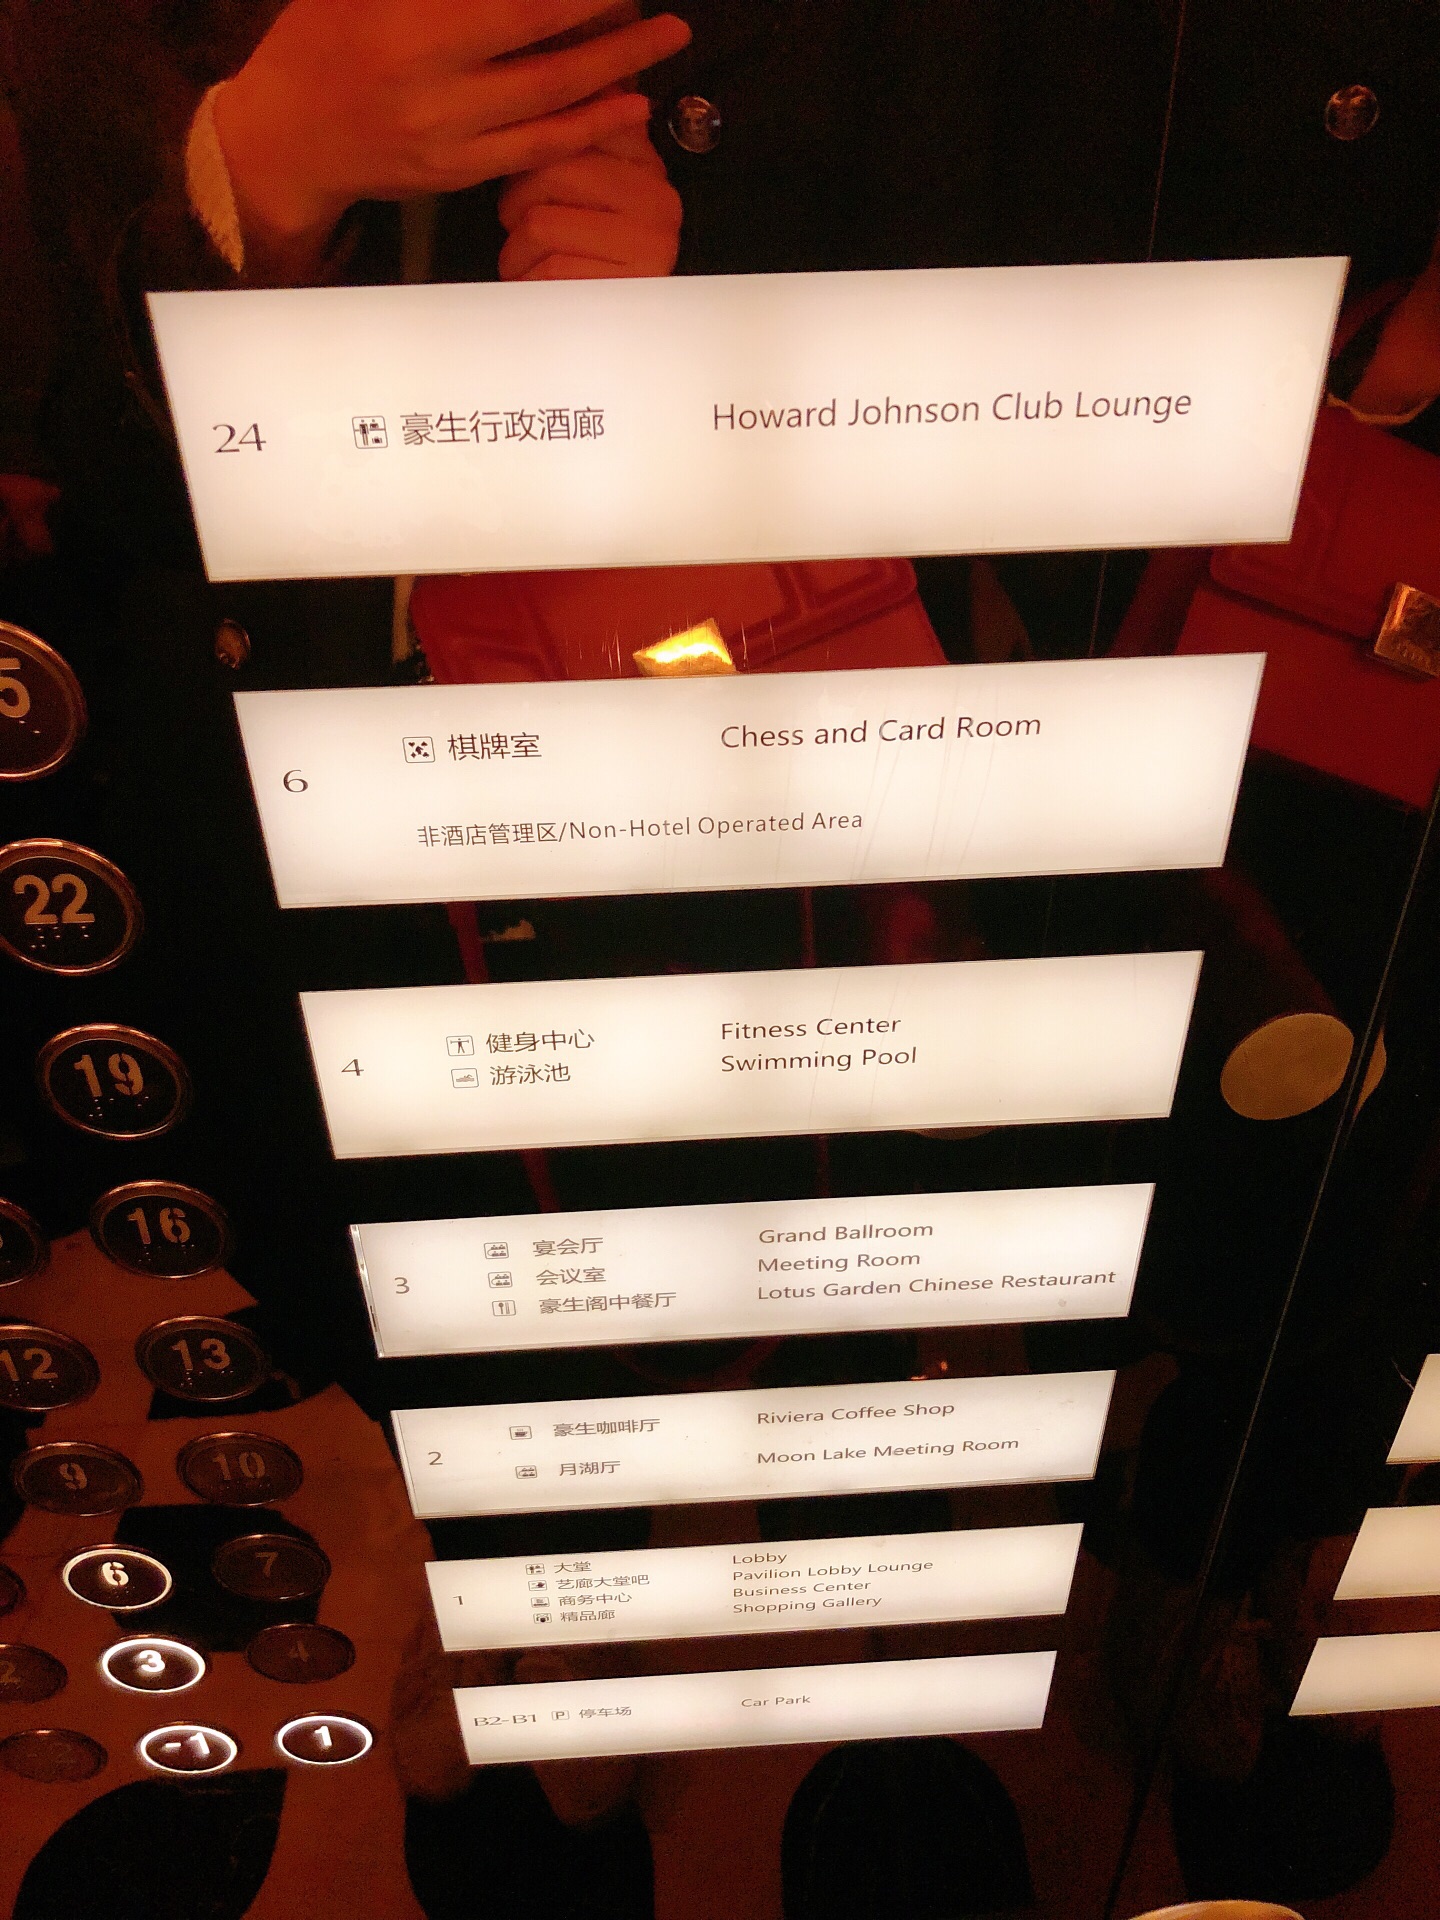 24 豪生行政酒廊 Howard Johnson Club Lounge
6 棋牌室 Chess and Card Room
非酒店管理区/Non-Hotel Operated Area
4 健身中心 Fitness Center
游泳池 Swimming Pool
3 宴会厅 Grand Ballroom
会议室 Meeting Room
豪生阁中餐厅 Lotus Garden Chinese Restaurant
2 豪生咖啡厅 Riviera Coffee Shop
月湖厅 Moon Lake Meeting Room
1 大堂 Lobby
艺廊大堂吧 Pavilion Lobby Lounge
商务中心 Business Center
精品廊 Shopping Gallery
B2-B1 P 停车场 Car Park
5
22
19
16
12 13
9 10
6 7
2 3 4
-2 -1 1